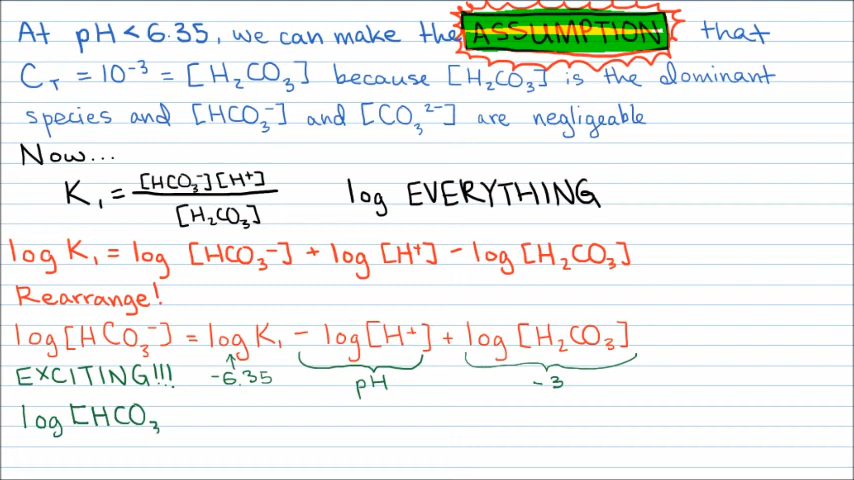 At pH < 6.35, we can make the ASSUMPTION that
C_T = 10⁻³ = [H₂CO₃] because [H₂CO₃] is the dominant
species and [HCO₃⁻] and [CO₃²⁻] are negligeable
Now...
K₁ = [HCO₃⁻][H⁺] / [H₂CO₃] log EVERYTHING
log K₁ = log [HCO₃⁻] + log [H⁺] - log [H₂CO₃]
Rearrange!
log [HCO₃⁻] = log K₁ - log [H⁺] + log [H₂CO₃]
EXCITING!!! ↑ -6.35 pH -3
log [HCO₃